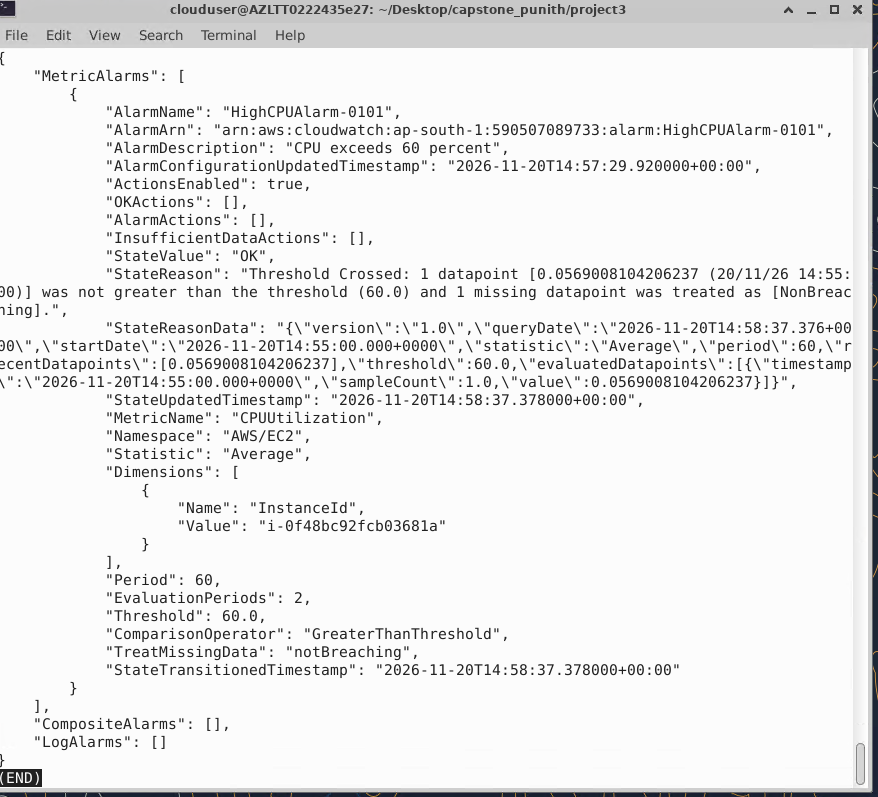 clouduser@AZLTT0222435e27: ~/Desktop/capstone_punith/project3
File Edit View Search Terminal Help
{
    "MetricAlarms": [
        {
            "AlarmName": "HighCPUAlarm-0101",
            "AlarmArn": "arn:aws:cloudwatch:ap-south-1:590507089733:alarm:HighCPUAlarm-0101",
            "AlarmDescription": "CPU exceeds 60 percent",
            "AlarmConfigurationUpdatedTimestamp": "2026-11-20T14:57:29.920000+00:00",
            "ActionsEnabled": true,
            "OKActions": [],
            "AlarmActions": [],
            "InsufficientDataActions": [],
            "StateValue": "OK",
            "StateReason": "Threshold Crossed: 1 datapoint [0.0569008104206237 (20/11/26 14:55:
00)] was not greater than the threshold (60.0) and 1 missing datapoint was treated as [NonBreac
hing].",
            "StateReasonData": "{\"version\":\"1.0\",\"queryDate\":\"2026-11-20T14:58:37.376+00
00\",\"startDate\":\"2026-11-20T14:55:00.000+0000\",\"statistic\":\"Average\",\"period\":60,\"r
ecentDatapoints\":[0.0569008104206237],\"threshold\":60.0,\"evaluatedDatapoints\":[{\"timestamp
\":\"2026-11-20T14:55:00.000+0000\",\"sampleCount\":1.0,\"value\":0.0569008104206237}]}",
            "StateUpdatedTimestamp": "2026-11-20T14:58:37.378000+00:00",
            "MetricName": "CPUUtilization",
            "Namespace": "AWS/EC2",
            "Statistic": "Average",
            "Dimensions": [
                {
                    "Name": "InstanceId",
                    "Value": "i-0f48bc92fcb03681a"
                }
            ],
            "Period": 60,
            "EvaluationPeriods": 2,
            "Threshold": 60.0,
            "ComparisonOperator": "GreaterThanThreshold",
            "TreatMissingData": "notBreaching",
            "StateTransitionedTimestamp": "2026-11-20T14:58:37.378000+00:00"
        }
    ],
    "CompositeAlarms": [],
    "LogAlarms": []
}
(END)